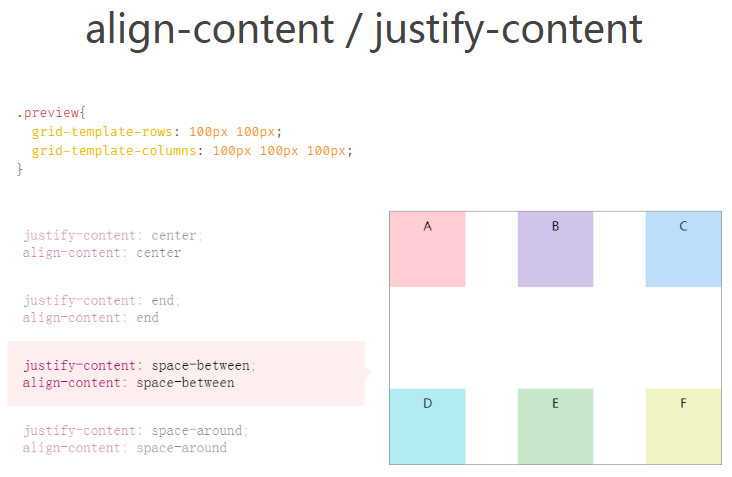 align-content / justify-content
.preview{
grid-template-rows: 100px 100px;
grid-template-columns: 100px 100px 100px;
}
justify-content: center;
align-content: center
justify-content: end;
align-content: end
justify-content: space-between;
align-content: space-between
justify-content: space-around;
align-content: space-around
A B C
D E F